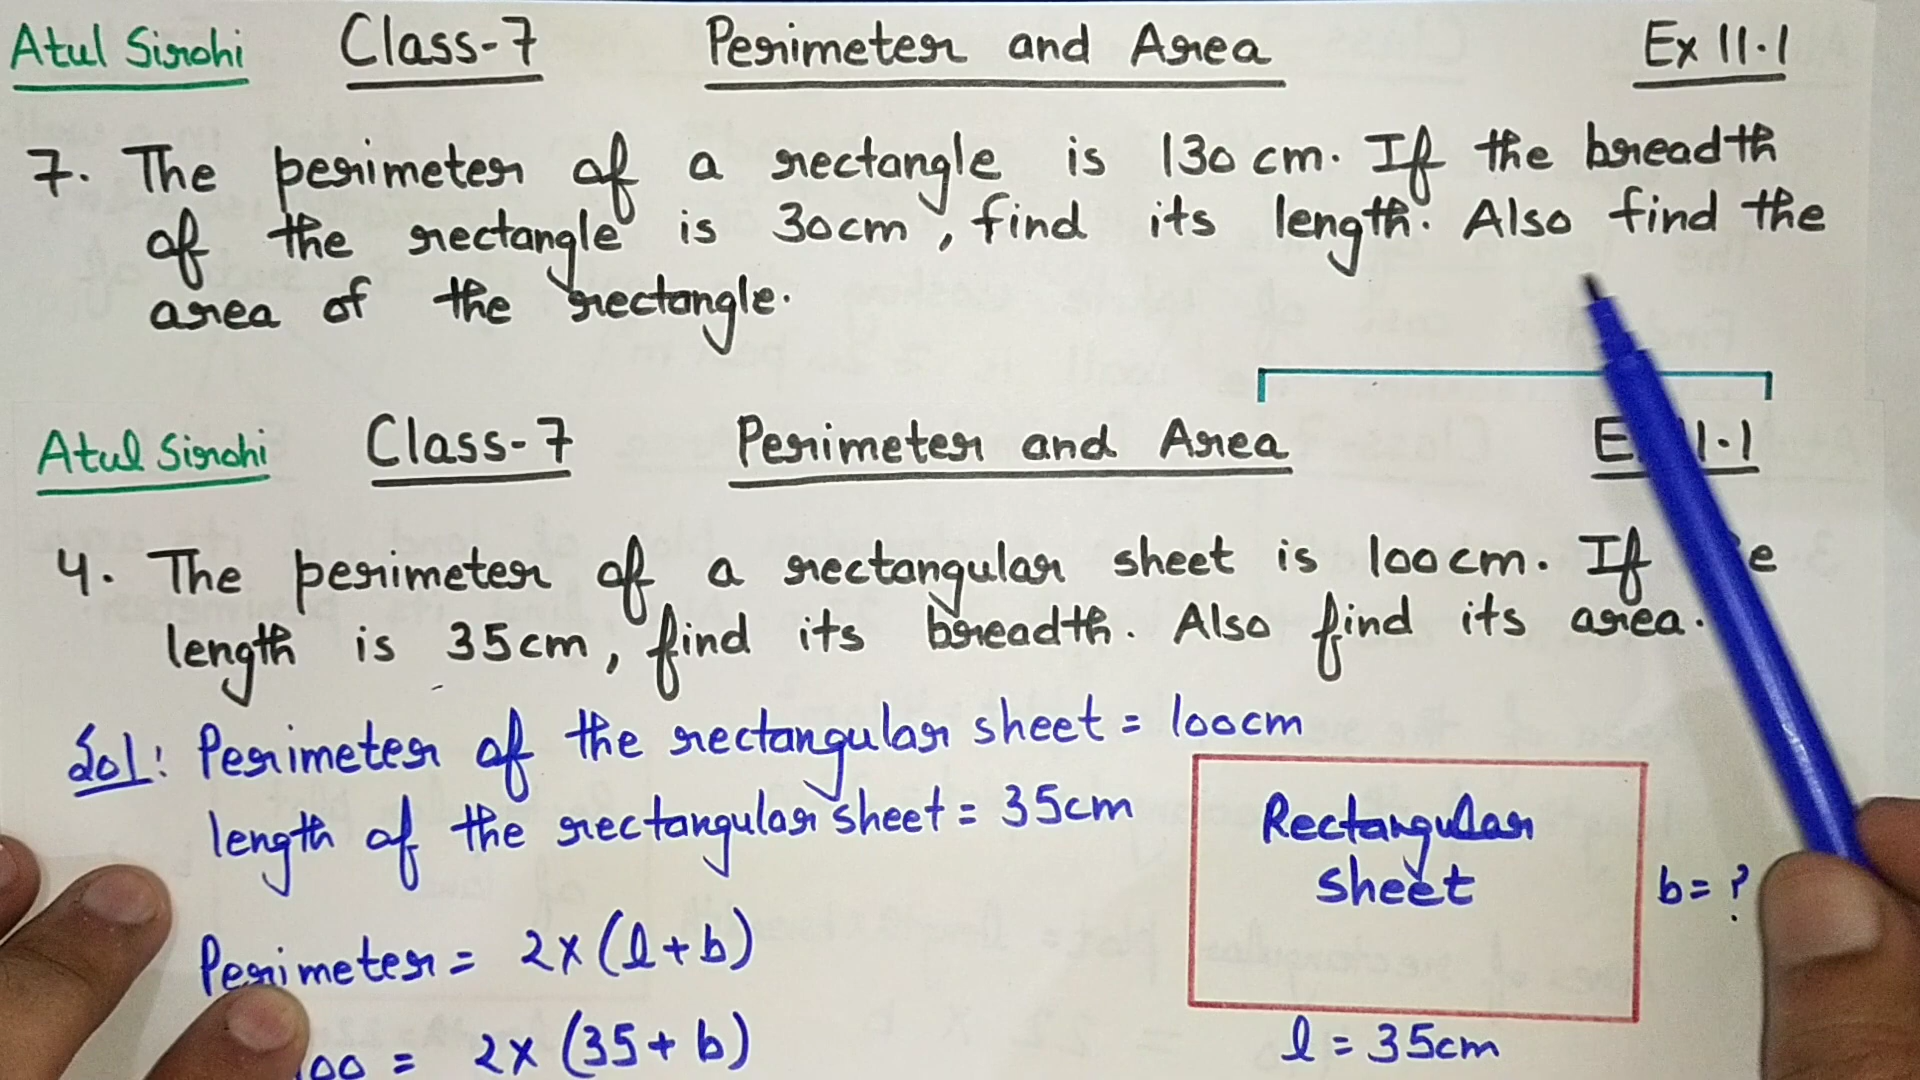 Atul Sirohi Class-7 Perimeter and Area Ex 11.1
7. The perimeter of a rectangle is 130 cm. If the breadth
of the rectangle is 30cm, find its length. Also find the
area of the rectangle.
Atul Sirohi Class-7 Perimeter and Area
4. The perimeter of a rectangular sheet is 100cm. If
length is 35cm, find its breadth. Also find its area.
Sol: Perimeter of the rectangular sheet = 100cm
length of the rectangular sheet = 35cm
Rectangular
sheet
b = ?
Perimeter = 2x (l + b)
= 2x (35 + b)
l = 35cm